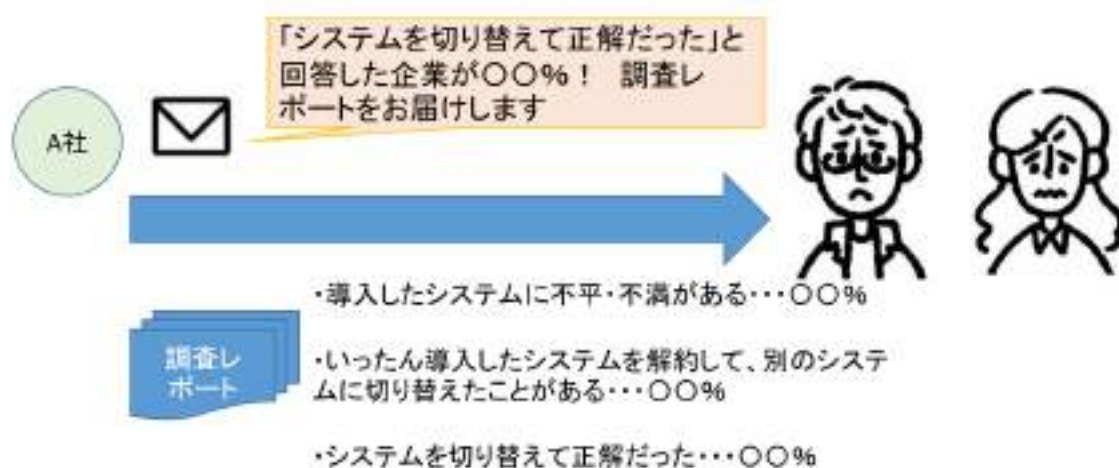 「システムを切り替えて正解だった」と
回答した企業が〇〇%! 調査レ
ポートをお届けします
A社
・導入したシステムに不平・不満がある・・・〇〇%
調査レ
ポート
・いったん導入したシステムを解約して、別のシステ
ムに切り替えたことがある・・・〇〇%
・システムを切り替えて正解だった・・・〇〇%